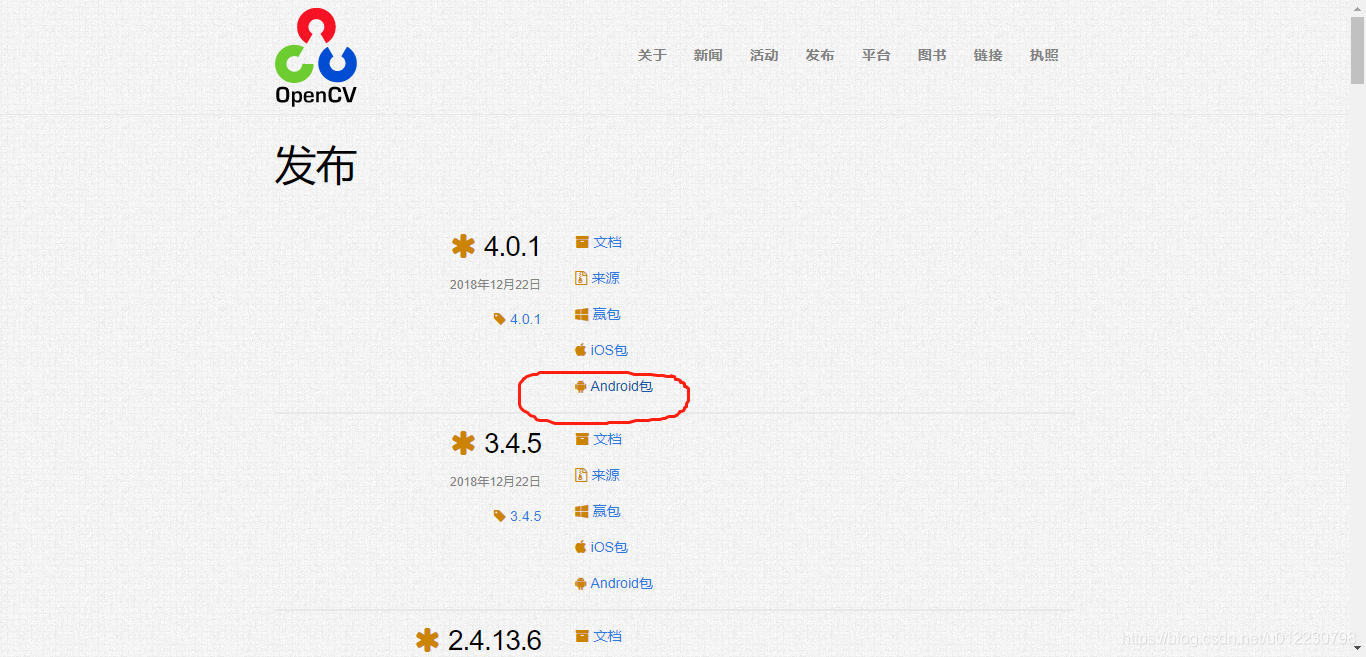 OpenCV
关于 新闻 活动 发布 平台 图书 链接 执照
发布
4.0.1
2018年12月22日
4.0.1
文档
来源
赢包
iOS包
Android包
3.4.5
2018年12月22日
3.4.5
文档
来源
赢包
iOS包
Android包
2.4.13.6
文档
https://blog.csdn.net/u012230798